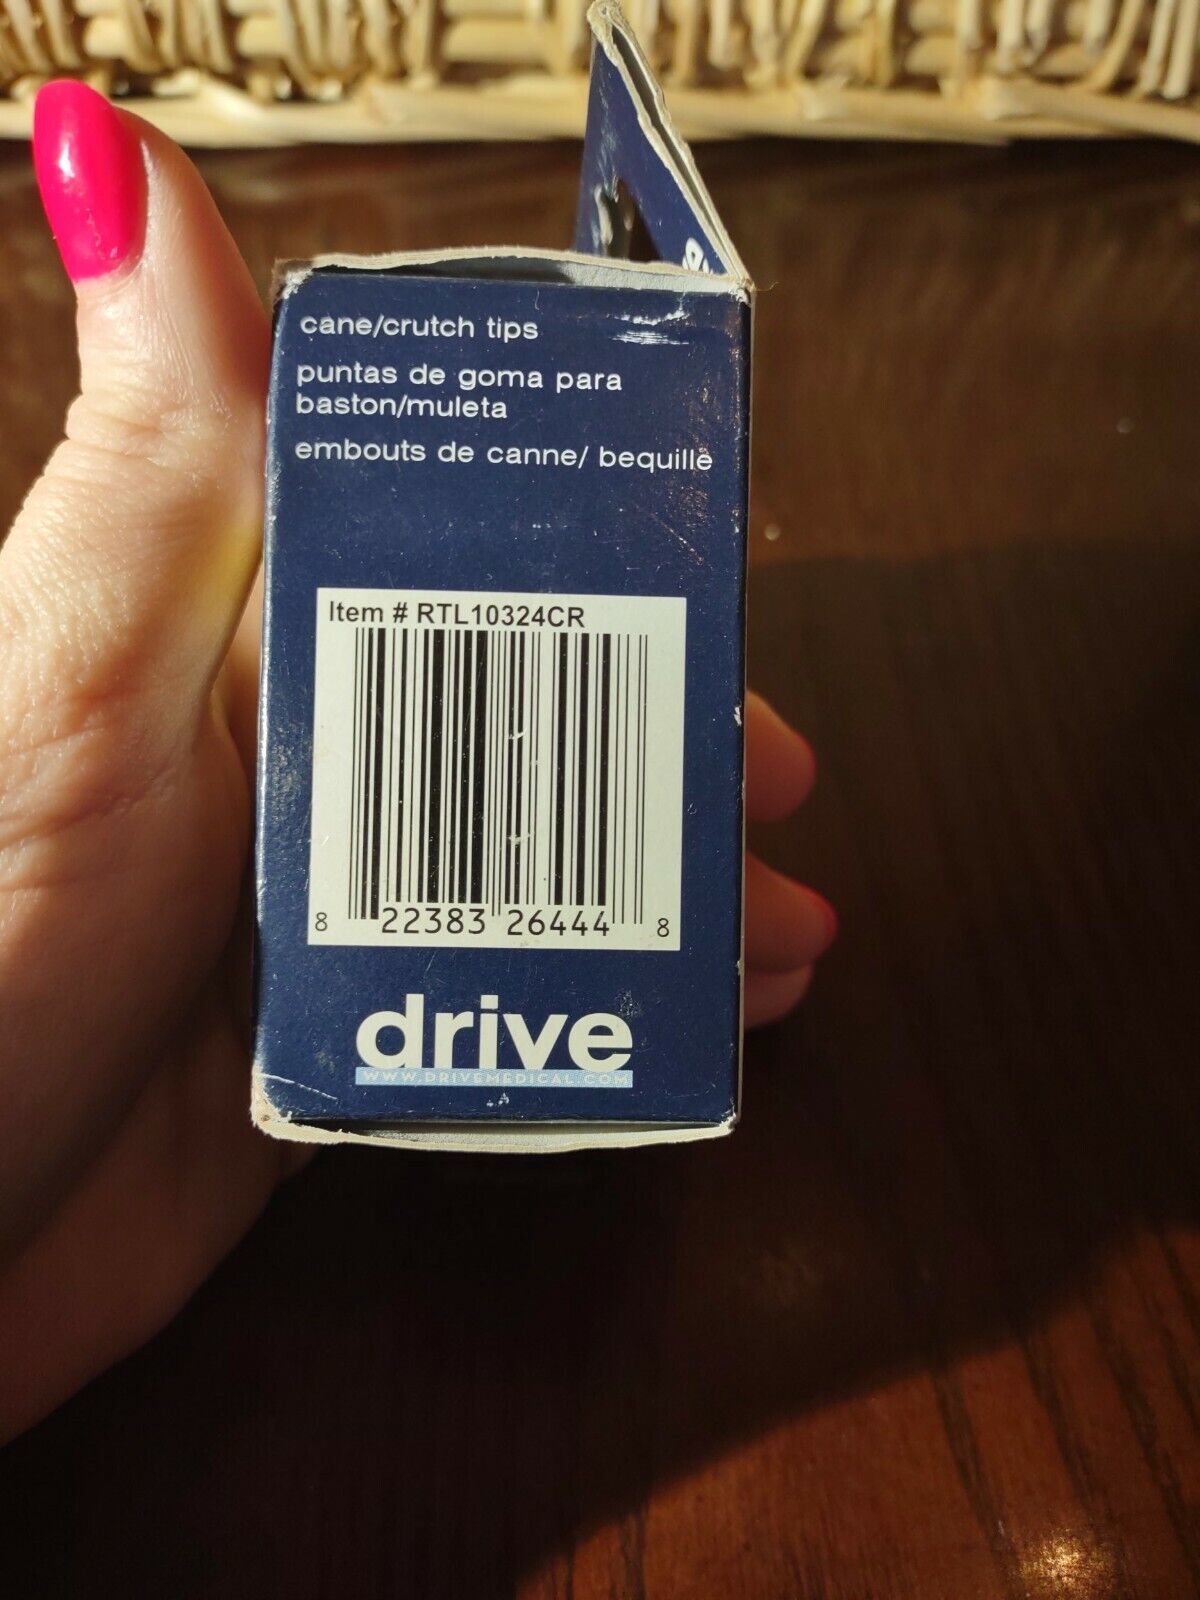 cane/crutch tips
puntas de goma para
baston/muleta
embouts de canne/ bequille
Item # RTL10324CR
8 22383 26444 8
drive
WWW.DRIVEMEDICAL.COM